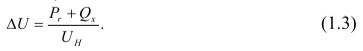 ΔU = (P_r + Q_x) / U_H. (1.3)